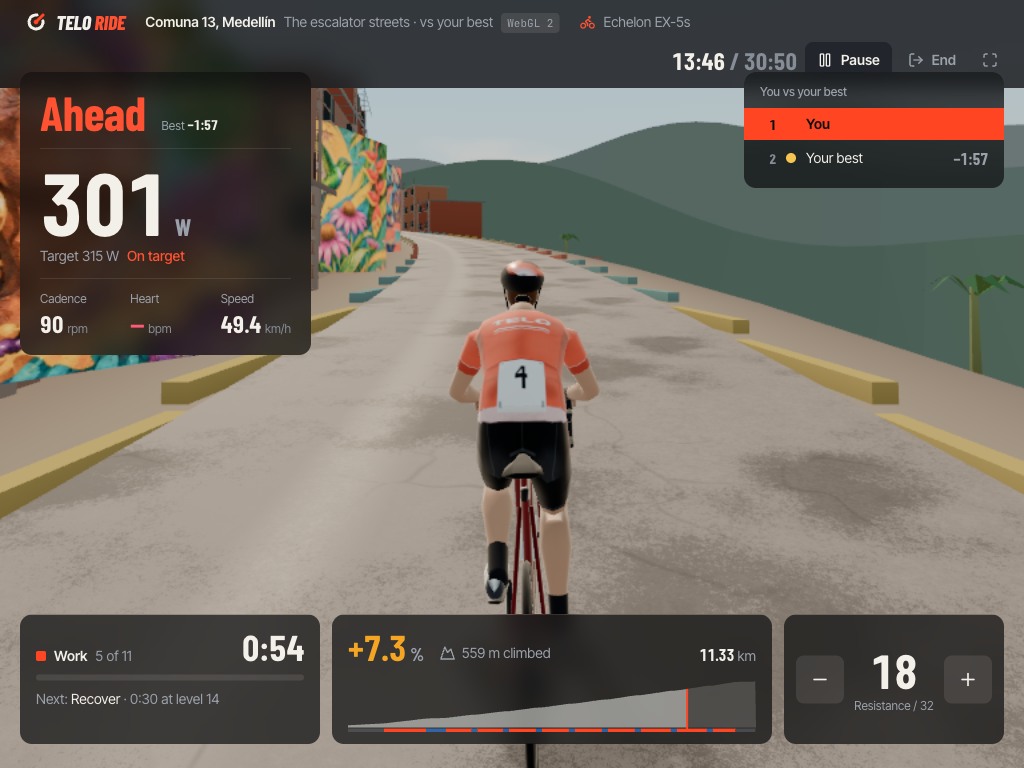 TELO RIDE Comuna 13, Medellín The escalator streets · vs your best WebGL 2 Echelon EX-5s
13:46 / 30:50 Pause End
Ahead Best −1:57
You vs your best
1 You
2 Your best −1:57
301 W
Target 315 W On target
Cadence Heart Speed
90 rpm — bpm 49.4 km/h
TELO
4
Work 5 of 11 0:54
Next: Recover · 0:30 at level 14
+7.3 % 559 m climbed 11.33 km
− 18 +
Resistance / 32